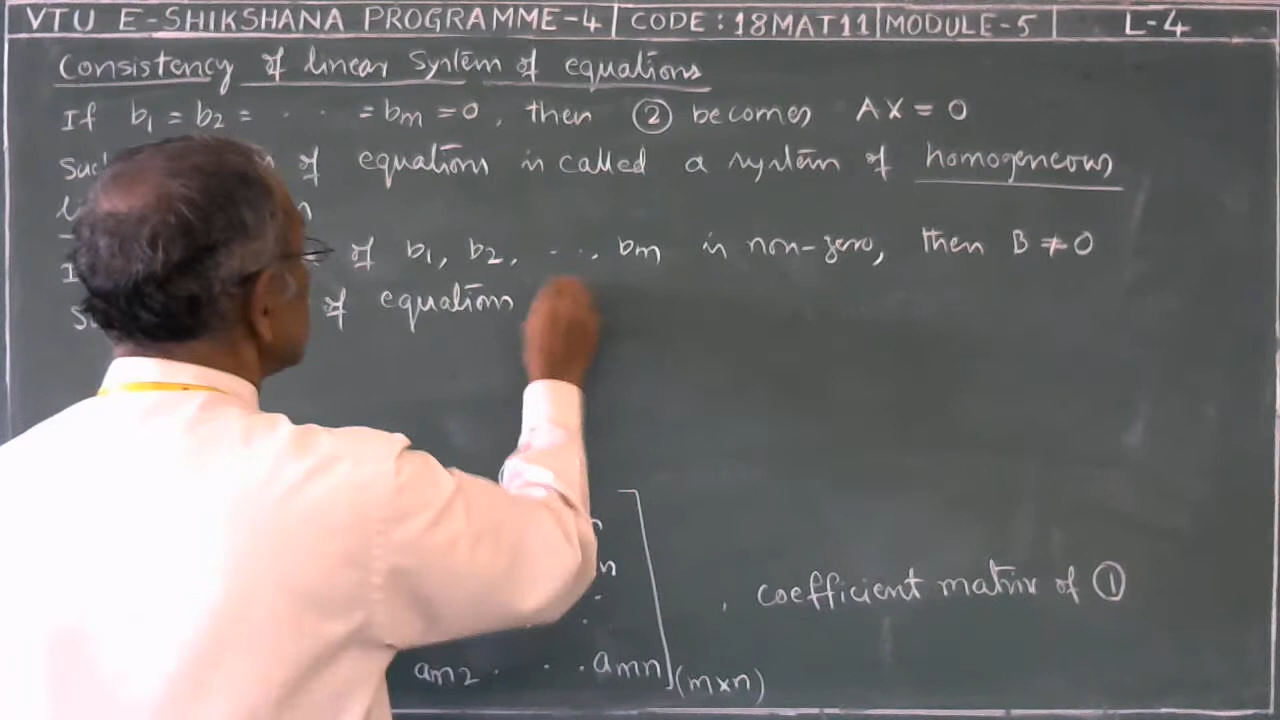 VTU E-SHIKSHANA PROGRAMME-4 CODE:18MAT11 MODULE-5 L-4
Consistency of linear System of equations
If b₁ = b₂ = · · = bm = 0, then ② becomes AX = 0
of equations is called a system of homogeneous
of b₁, b₂, ··, bm is non-zero, then B ≠ 0
of equations
n
n
, coefficient matrix of ①
am2 · · · amn (m×n)